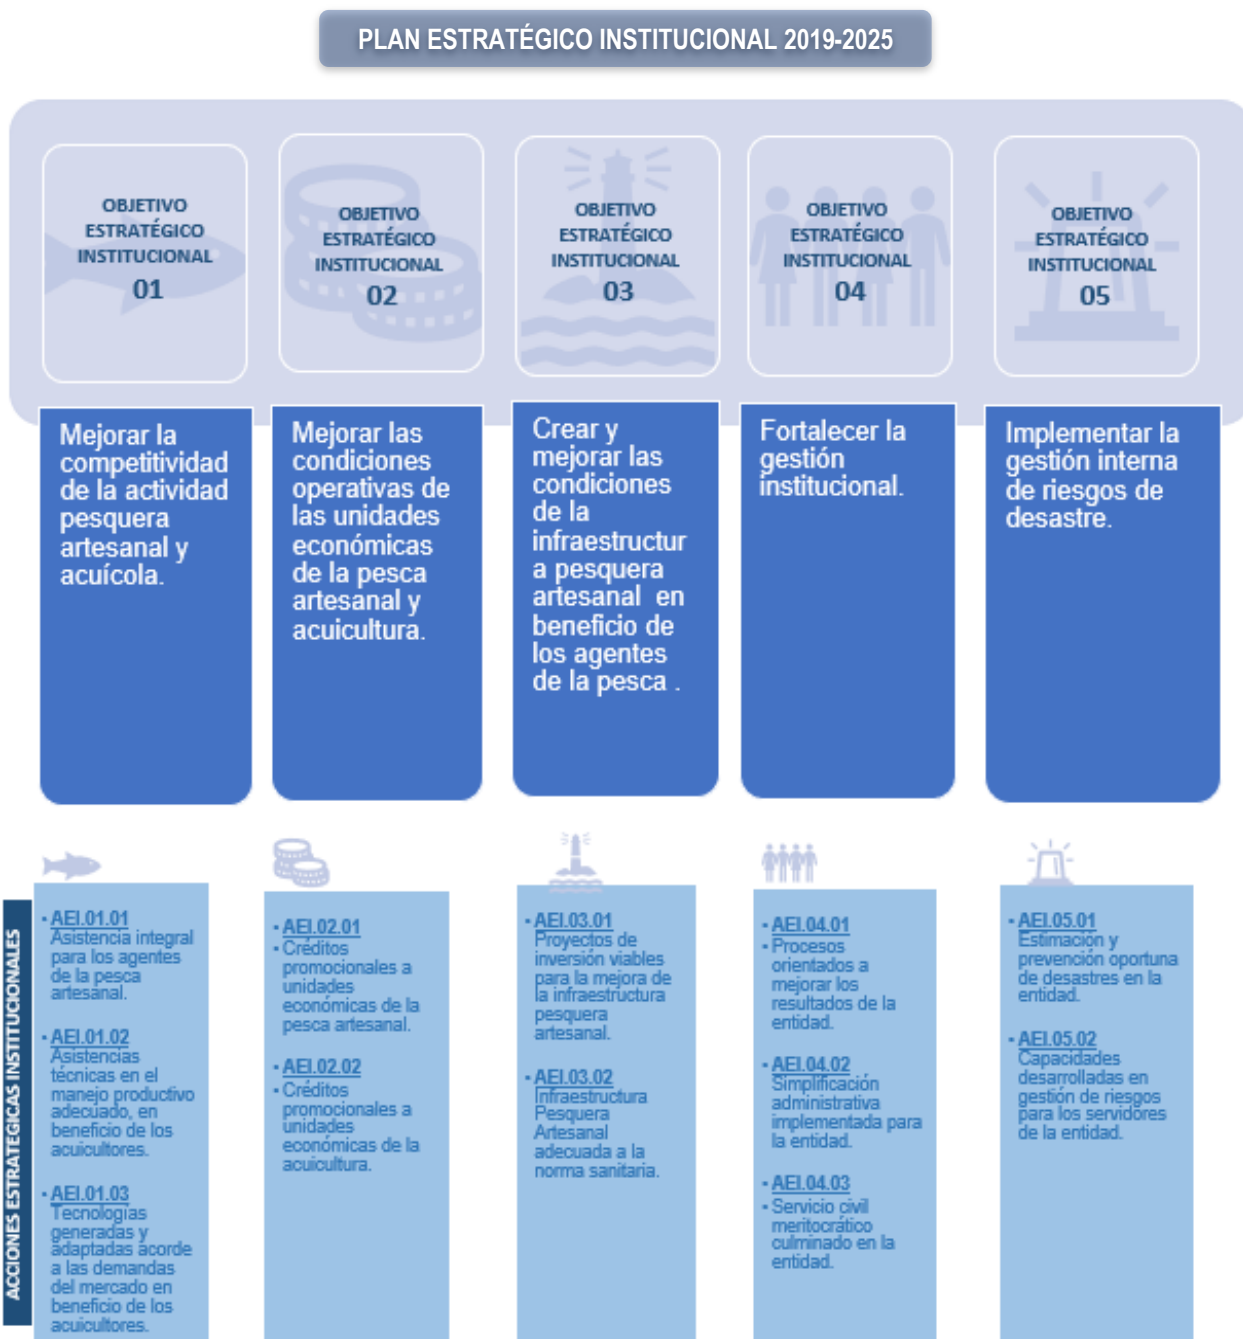 PLAN ESTRATÉGICO INSTITUCIONAL 2019-2025
OBJETIVO
ESTRATÉGICO
INSTITUCIONAL
01
OBJETIVO
ESTRATÉGICO
INSTITUCIONAL
02
OBJETIVO
ESTRATÉGICO
INSTITUCIONAL
03
OBJETIVO
ESTRATÉGICO
INSTITUCIONAL
04
OBJETIVO
ESTRATÉGICO
INSTITUCIONAL
05
Mejorar la
competitividad
de la actividad
pesquera
artesanal y
acuícola.
Mejorar las
condiciones
operativas de
las unidades
económicas
de la pesca
artesanal y
acuicultura.
Crear y
mejorar las
condiciones
de la
infraestructur
a pesquera
artesanal en
beneficio de
los agentes
de la pesca .
Fortalecer la
gestión
institucional.
Implementar la
gestión interna
de riesgos de
desastre.
ACCIONES ESTRATEGICAS INSTITUCIONALES
▪ AEI.01.01
Asistencia integral
para los agentes
de la pesca
artesanal.
▪ AEI.01.02
Asistencias
técnicas en el
manejo productivo
adecuado, en
beneficio de los
acuicultores.
▪ AEI.01.03
Tecnologías
generadas y
adaptadas acorde
a las demandas
del mercado en
beneficio de los
acuicultores.
▪ AEI.02.01
▪ Créditos
promocionales a
unidades
económicas de la
pesca artesanal.
▪ AEI.02.02
▪ Créditos
promocionales a
unidades
económicas de la
acuicultura.
▪ AEI.03.01
Proyectos de
inversión viables
para la mejora de
la infraestructura
pesquera
artesanal.
▪ AEI.03.02
Infraestructura
Pesquera
Artesanal
adecuada a la
norma sanitaria.
▪ AEI.04.01
▪ Procesos
orientados a
mejorar los
resultados de la
entidad.
▪ AEI.04.02
Simplificación
administrativa
implementada para
la entidad.
▪ AEI.04.03
▪ Servicio civil
meritocrático
culminado en la
entidad.
▪ AEI.05.01
Estimación y
prevención oportuna
de desastres en la
entidad.
▪ AEI.05.02
Capacidades
desarrolladas en
gestión de riesgos
para los servidores
de la entidad.